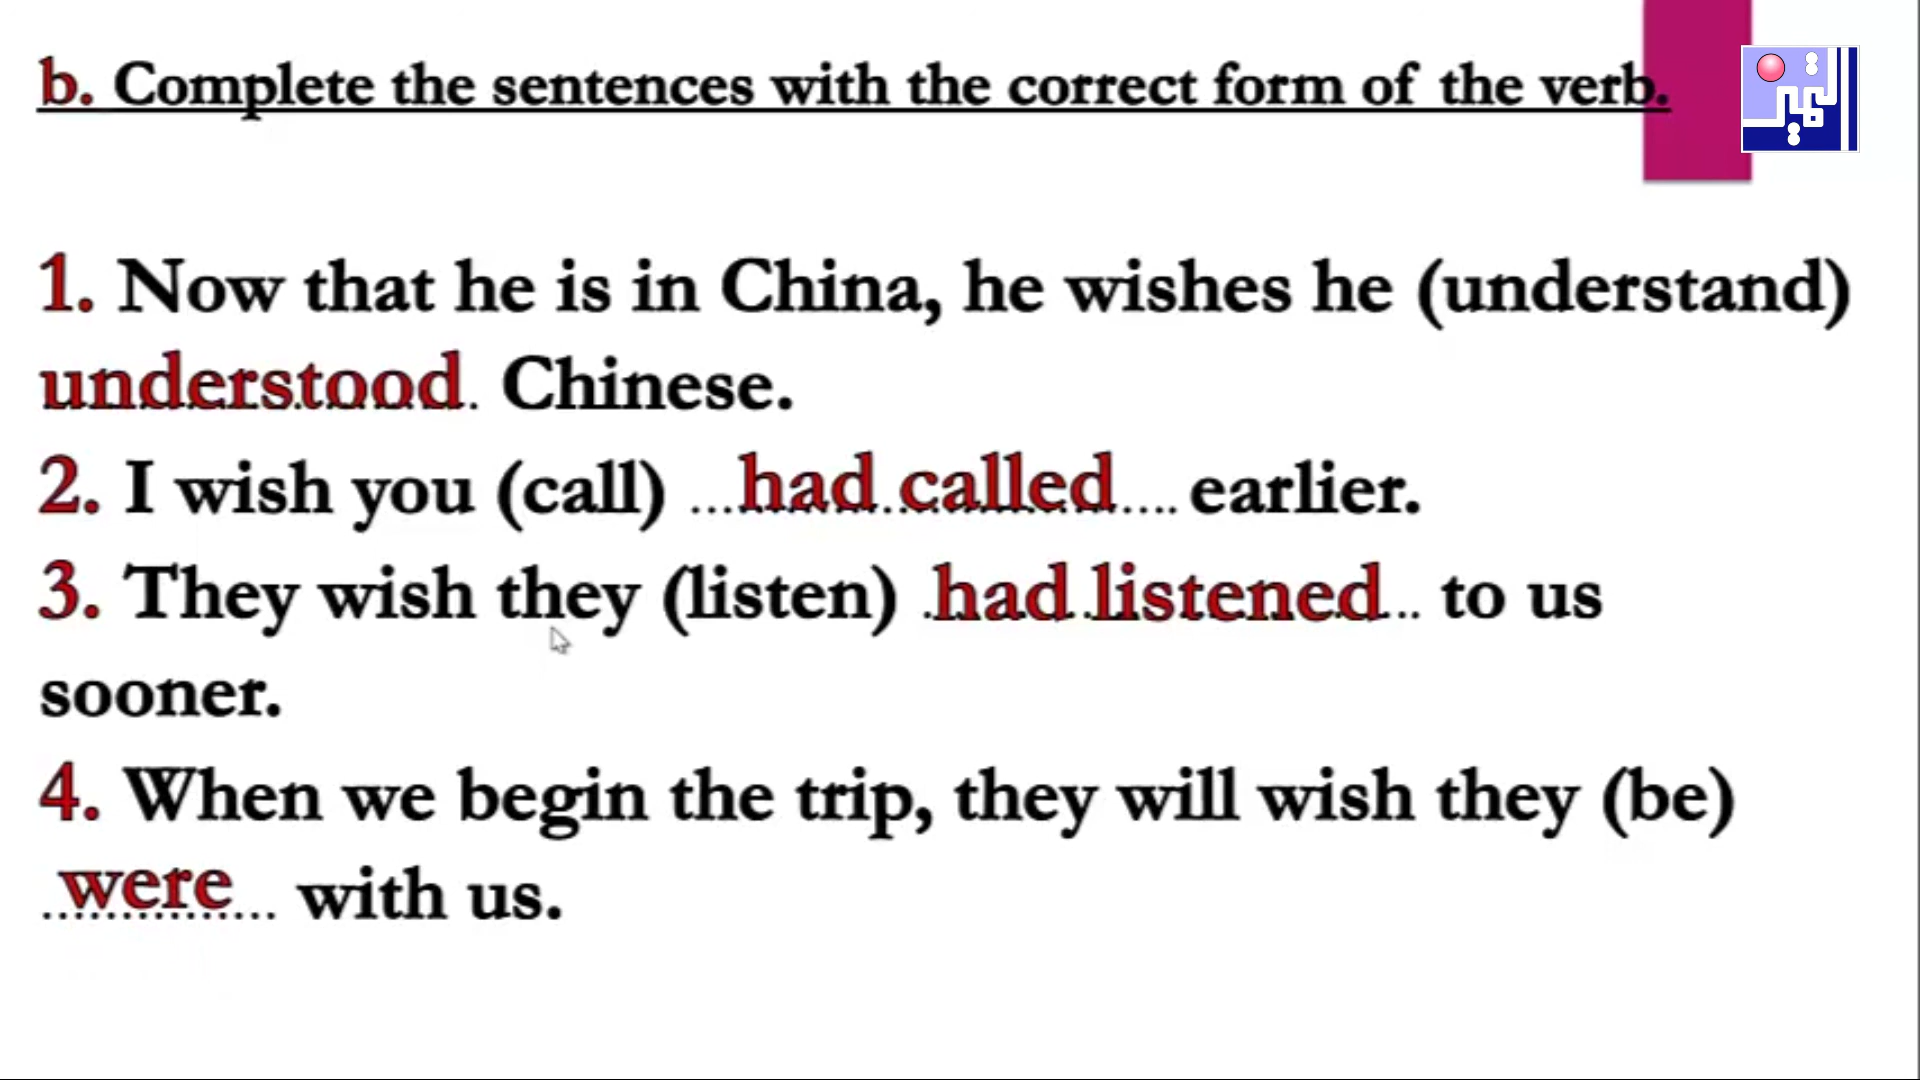 b. Complete the sentences with the correct form of the verb.
1. Now that he is in China, he wishes he (understand)
understood. Chinese.
2. I wish you (call) ...had called.... earlier.
3. They wish they (listen) .had listened... to us
sooner.
4. When we begin the trip, they will wish they (be)
were... with us.